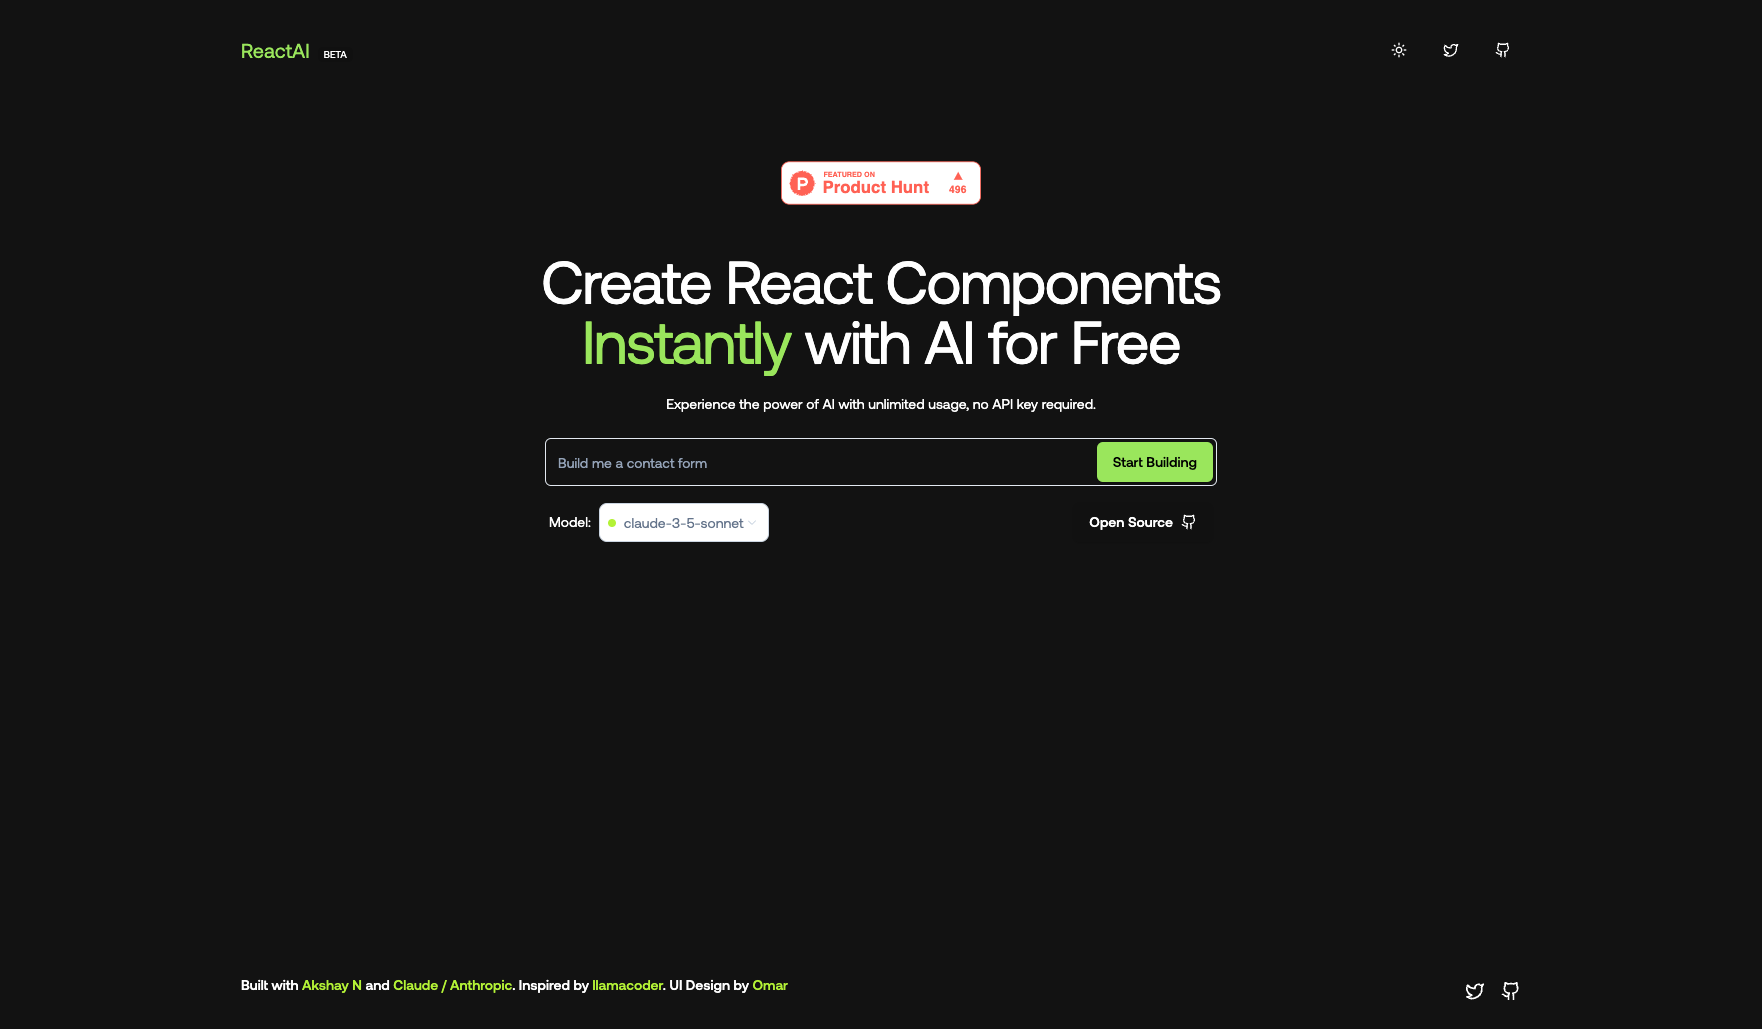 ReactAI BETA
FEATURED ON
Product Hunt
496
Create React Components
Instantly with AI for Free
Experience the power of AI with unlimited usage, no API key required.
Build me a contact form
Start Building
Model: claude-3-5-sonnet
Open Source
Built with Akshay N and Claude / Anthropic. Inspired by llamacoder. UI Design by Omar